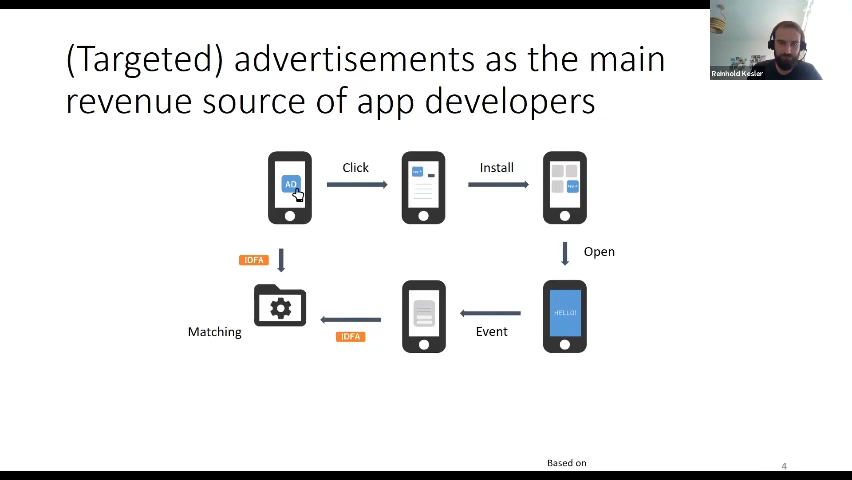 (Targeted) advertisements as the main
revenue source of app developers
Reinhold Kesler
Click
Install
AD
IDFA
Open
Matching
IDFA
Event
HELLO!
Based on
4